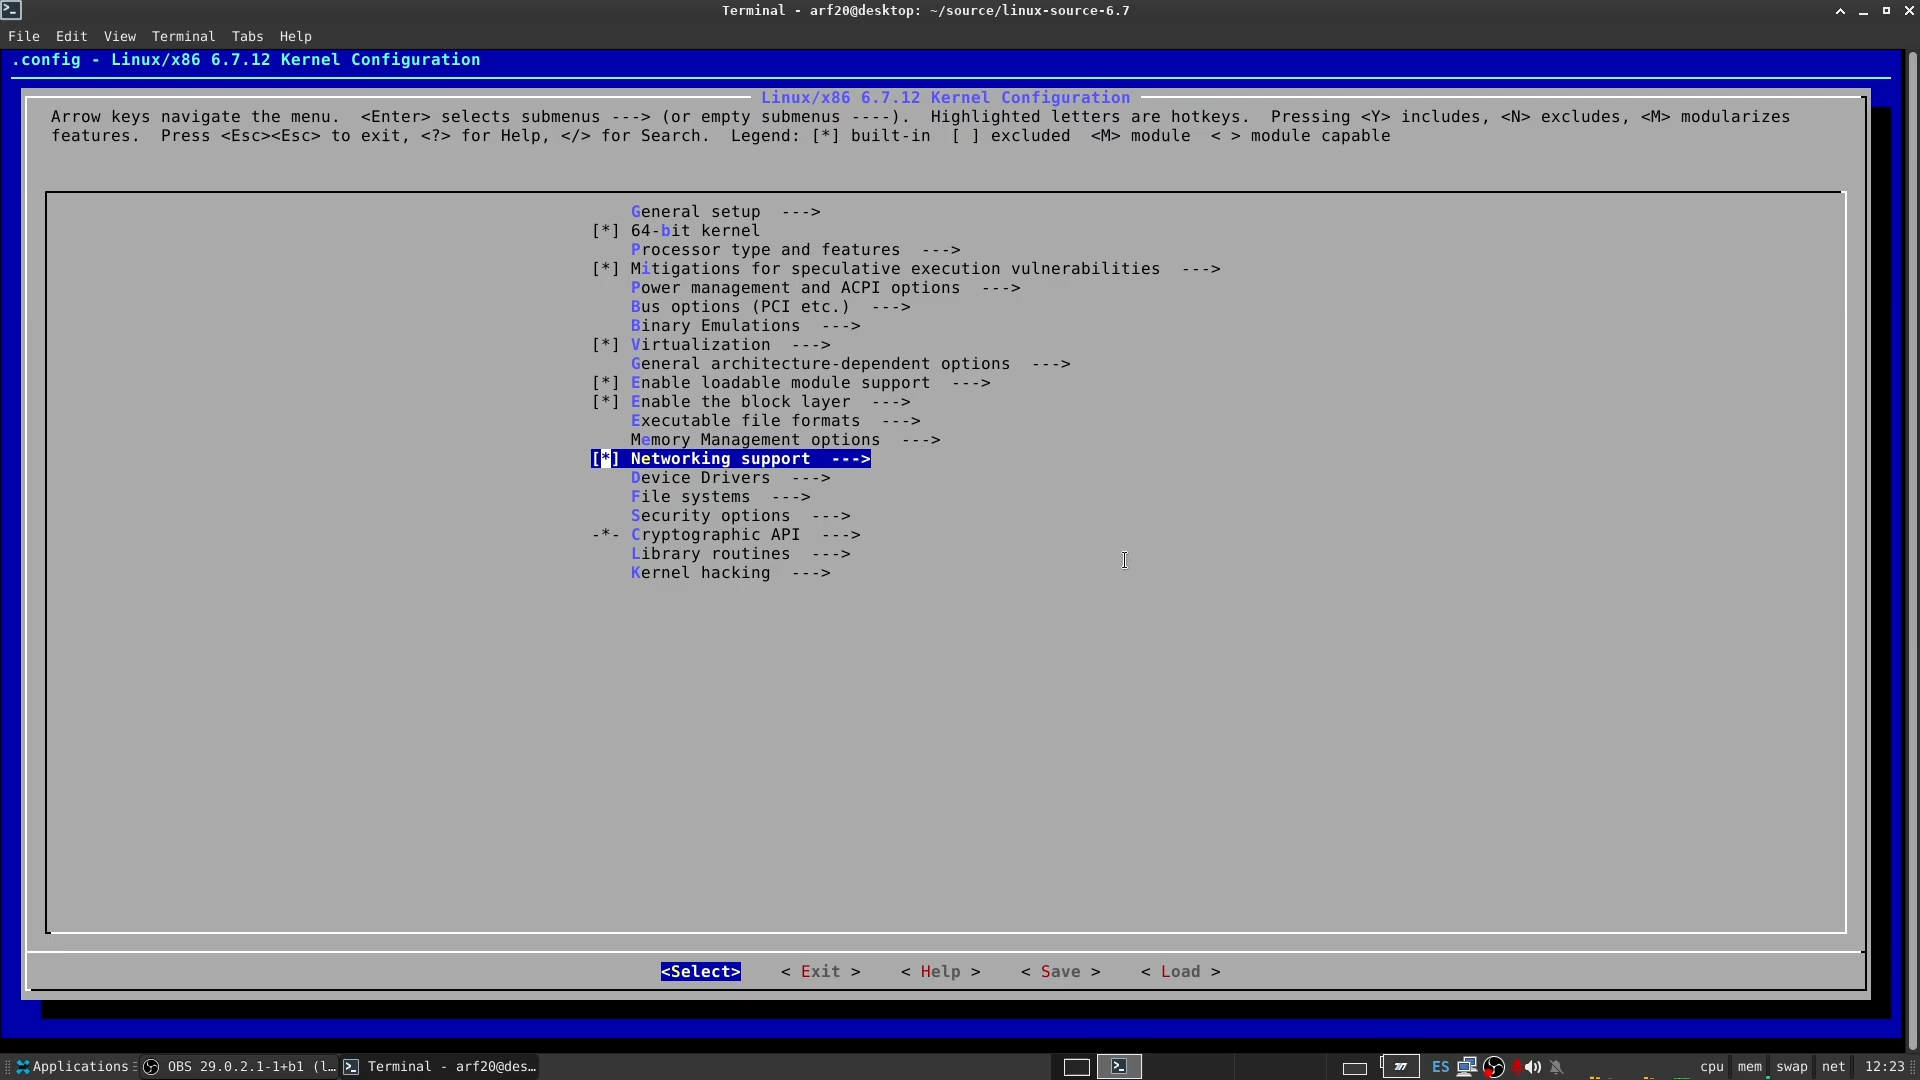 Terminal - arf20@desktop: ~/source/linux-source-6.7
File Edit View Terminal Tabs Help
.config - Linux/x86 6.7.12 Kernel Configuration
Linux/x86 6.7.12 Kernel Configuration
Arrow keys navigate the menu.  <Enter> selects submenus ---> (or empty submenus ----).  Highlighted letters are hotkeys.  Pressing <Y> includes, <N> excludes, <M> modularizes
features.  Press <Esc><Esc> to exit, <?> for Help, </> for Search.  Legend: [*] built-in  [ ] excluded  <M> module  < > module capable
General setup  --->
[*] 64-bit kernel
Processor type and features  --->
[*] Mitigations for speculative execution vulnerabilities  --->
Power management and ACPI options  --->
Bus options (PCI etc.)  --->
Binary Emulations  --->
[*] Virtualization  --->
General architecture-dependent options  --->
[*] Enable loadable module support  --->
[*] Enable the block layer  --->
Executable file formats  --->
Memory Management options  --->
[*] Networking support  --->
Device Drivers  --->
File systems  --->
Security options  --->
-*- Cryptographic API  --->
Library routines  --->
Kernel hacking  --->
<Select>    < Exit >    < Help >    < Save >    < Load >
Applications OBS 29.0.2.1-1+b1 (l… Terminal - arf20@des… ES cpu mem swap net 12:23